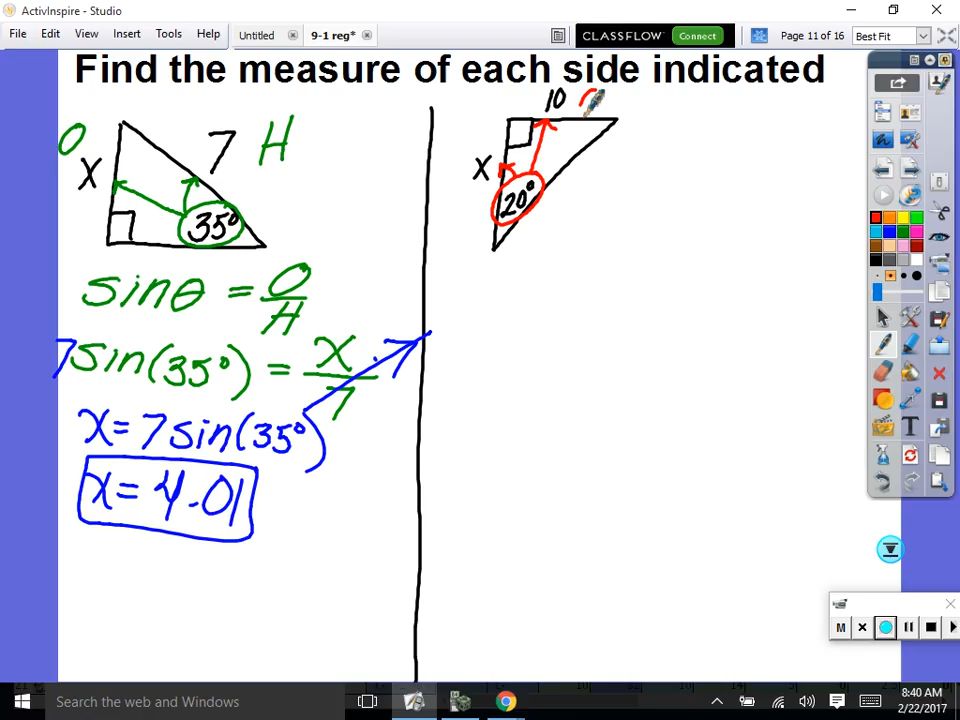 ActivInspire - Studio
File Edit View Insert Tools Help Untitled 9-1 reg* CLASSFLOW Connect Page 11 of 16 Best Fit
Find the measure of each side indicated
O
x
7
H
35°
10
x
20°
sinθ = O/H
7sin(35°) = x/7 · 7
x = 7sin(35°)
x = 4.01
M
T
Search the web and Windows
8:40 AM
2/22/2017